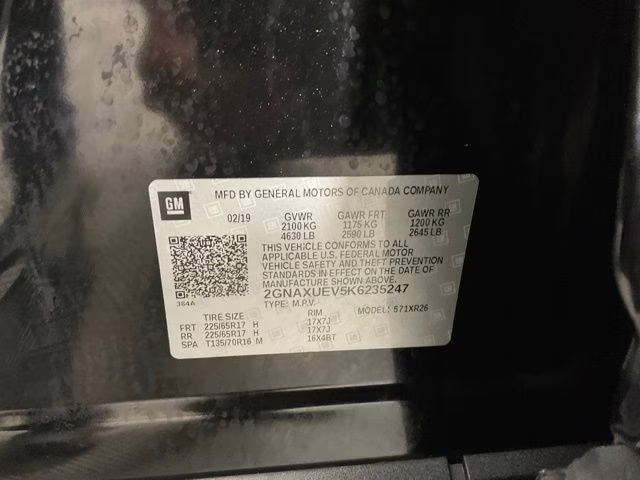 GM
MFD BY GENERAL MOTORS OF CANADA COMPANY
02/19 GVWR GAWR FRT GAWR RR
2100 KG 1175 KG 1200 KG
4630 LB 2590 LB 2645 LB
THIS VEHICLE CONFORMS TO ALL
APPLICABLE U.S. FEDERAL MOTOR
VEHICLE SAFETY AND THEFT PREVENTION
STANDARDS IN EFFECT ON THE DATE OF
MANUFACTURE SHOWN ABOVE.
2GNAXUEV5K6235247
384A TYPE: M.P.V. MODEL: 571XR26
TIRE SIZE RIM
FRT 225/65R17 H 17X7J
RR 225/65R17 H 17X7J
SPA T135/70R16 M 16X4BT